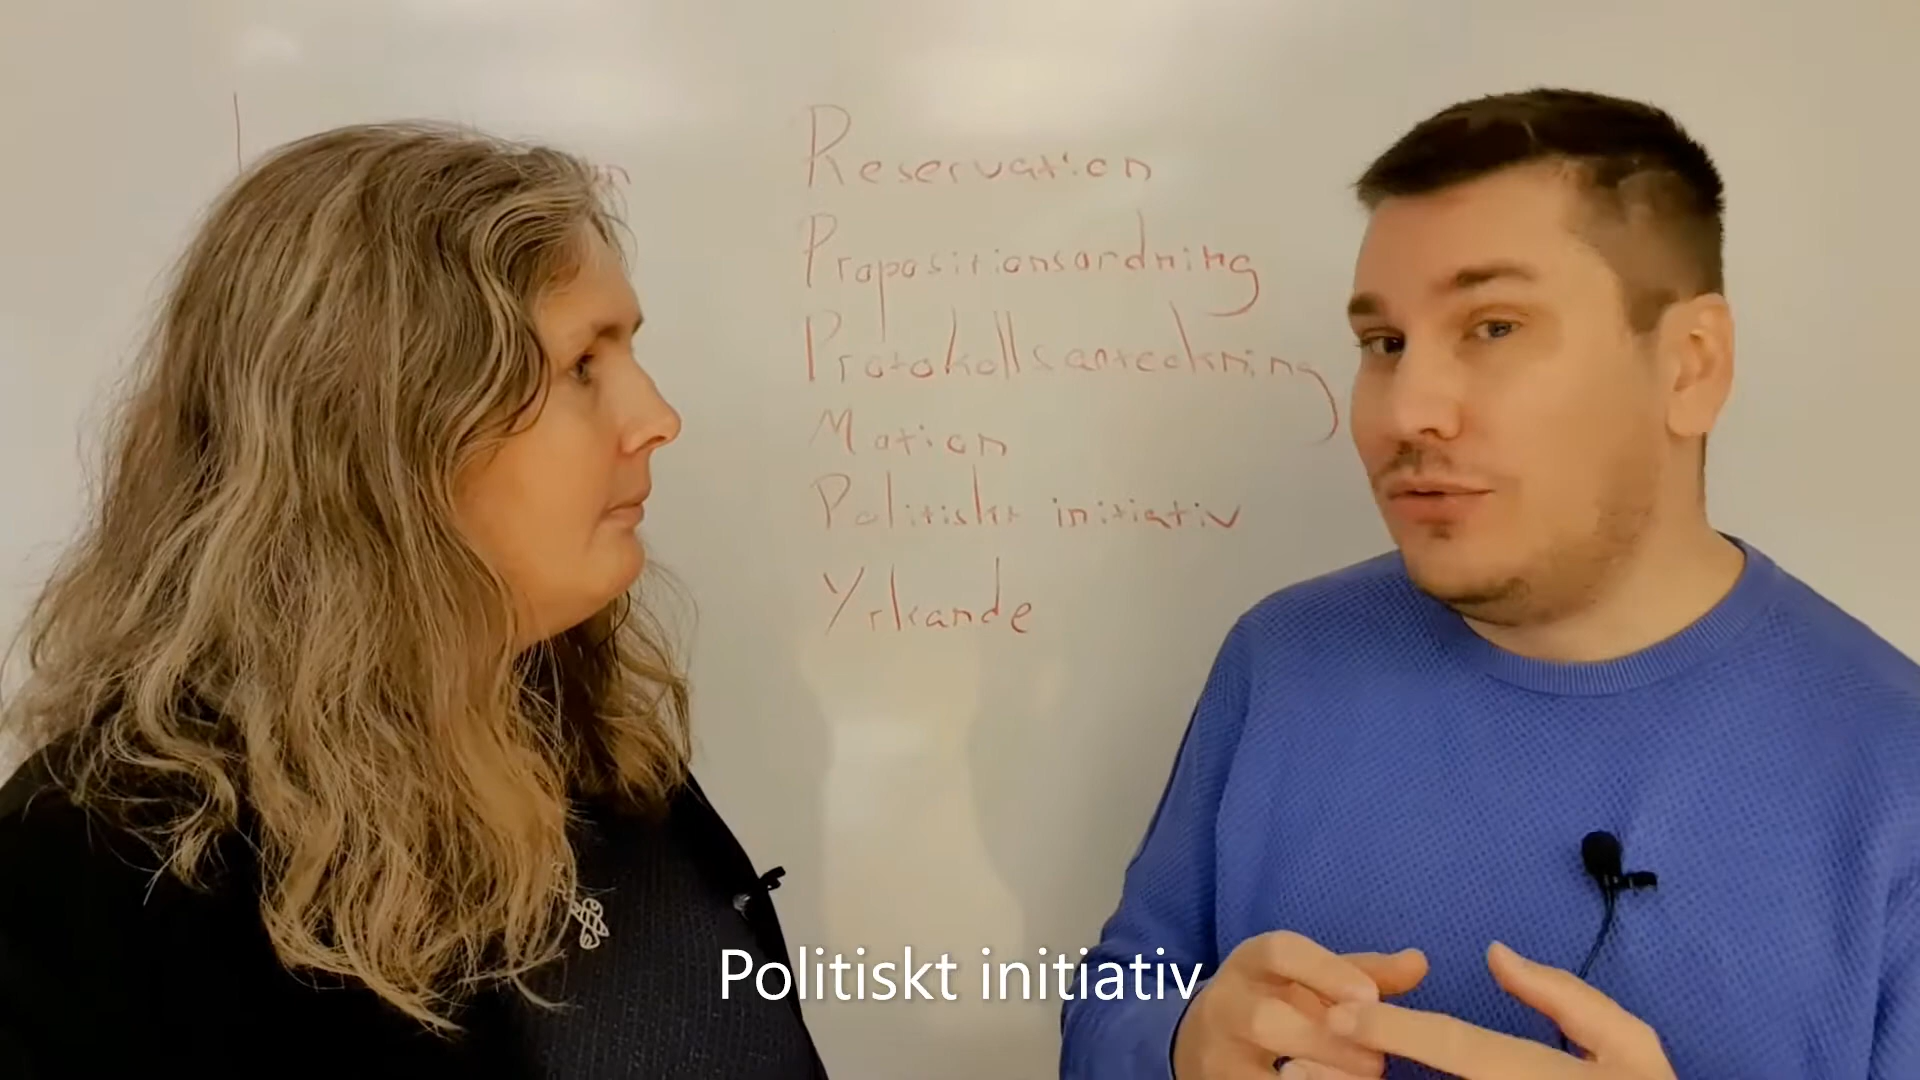 Reservation
Propositionsordning
Protokollsanteckning
Motion
Politiskt initiativ
Yrkande
Politiskt initiativ